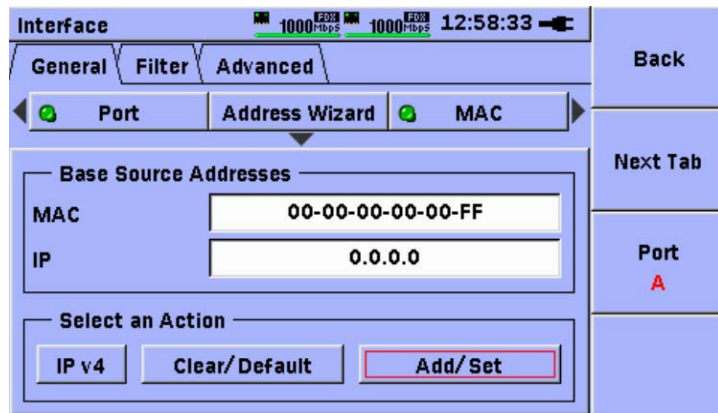 Interface 1000 FDX Mbps 1000 FDX Mbps 12:58:33
General Filter Advanced
Port Address Wizard MAC
Base Source Addresses
MAC 00-00-00-00-00-FF
IP 0.0.0.0
Select an Action
IP v4 Clear/Default Add/Set
Back
Next Tab
Port
A